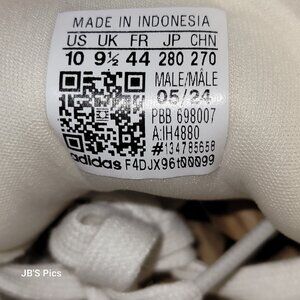 MADE IN INDONESIA
US UK FR JP CHN
10 9½ 44 280 270
MALE/MÂLE
05/24
PBB 698007
A:IH4880
#134785658
adidas F4DJX96t00099
JB'S Pics